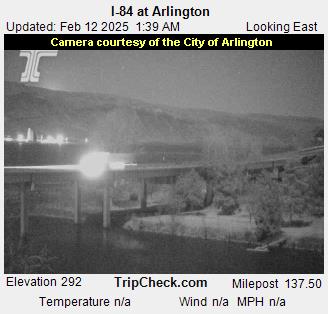 I-84 at Arlington
Updated: Feb 12 2025 1:39 AM Looking East
Camera courtesy of the City of Arlington
Elevation 292 TripCheck.com Milepost 137.50
Temperature n/a Wind n/a MPH n/a